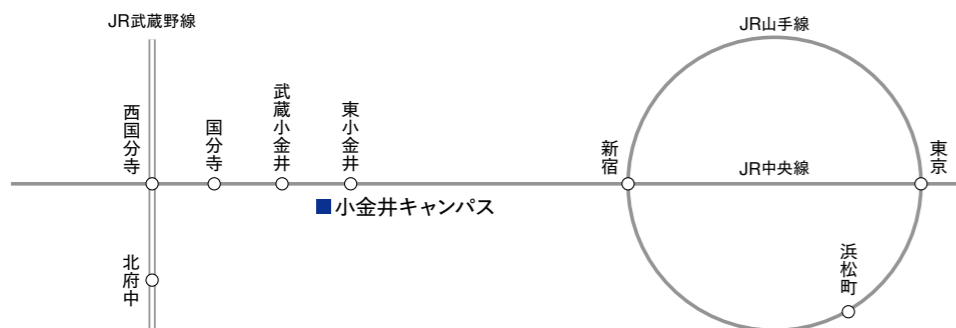 JR武蔵野線
JR山手線
西国分寺
国分寺
武蔵小金井
東小金井
新宿
JR中央線
東京
小金井キャンパス
北府中
浜松町